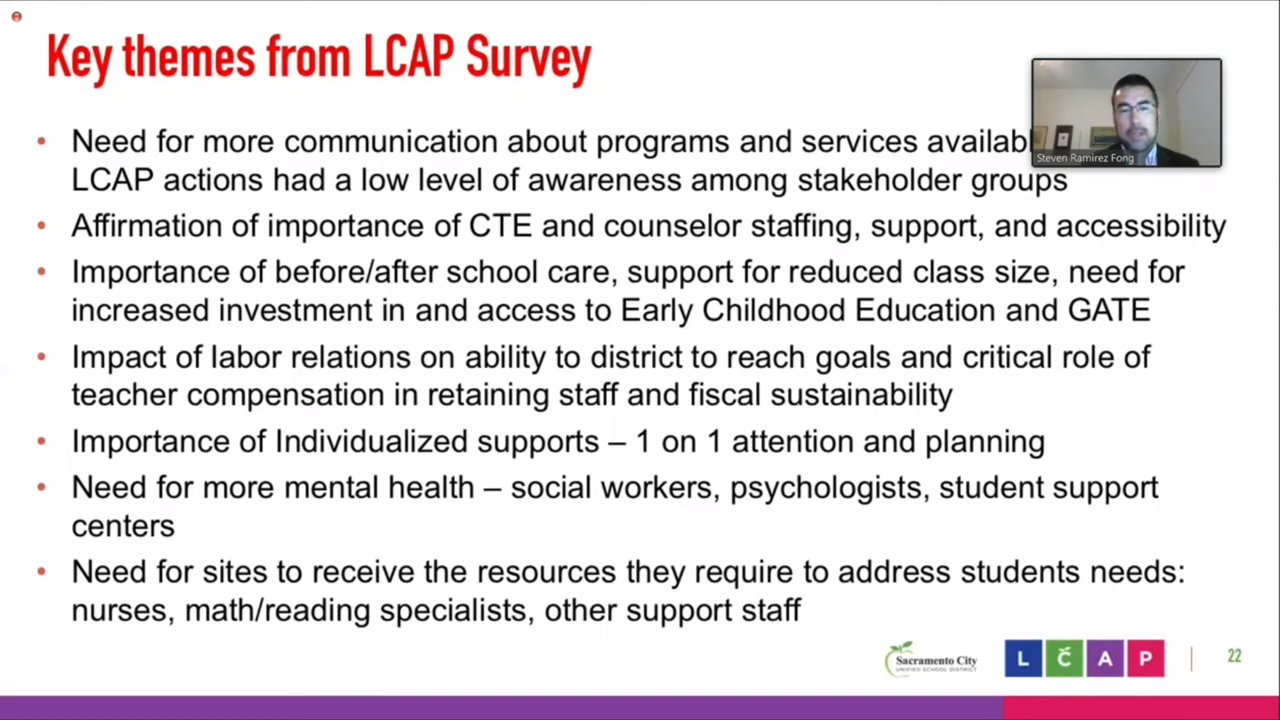 Key themes from LCAP Survey
• Need for more communication about programs and services availab
LCAP actions had a low level of awareness among stakeholder groups
• Affirmation of importance of CTE and counselor staffing, support, and accessibility
• Importance of before/after school care, support for reduced class size, need for
increased investment in and access to Early Childhood Education and GATE
• Impact of labor relations on ability to district to reach goals and critical role of
teacher compensation in retaining staff and fiscal sustainability
• Importance of Individualized supports – 1 on 1 attention and planning
• Need for more mental health – social workers, psychologists, student support
centers
• Need for sites to receive the resources they require to address students needs:
nurses, math/reading specialists, other support staff
Steven Ramirez Fong
Sacramento City
UNIFIED SCHOOL DISTRICT
L C A P
22